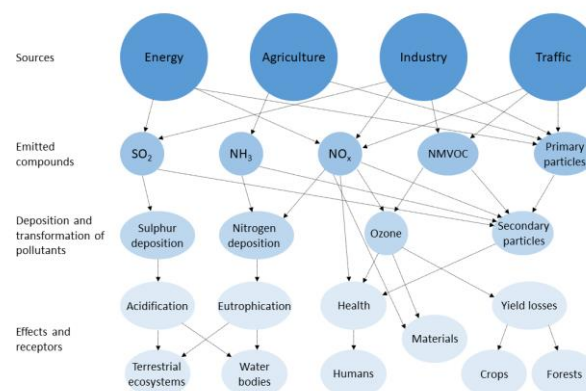 Sources
Energy
Agriculture
Industry
Traffic
Emitted
compounds
SO₂
NH₃
NOₓ
NMVOC
Primary
particles
Deposition and
transformation of
pollutants
Sulphur
deposition
Nitrogen
deposition
Ozone
Secondary
particles
Effects and
receptors
Acidification
Eutrophication
Health
Materials
Yield losses
Terrestrial
ecosystems
Water
bodies
Humans
Crops
Forests